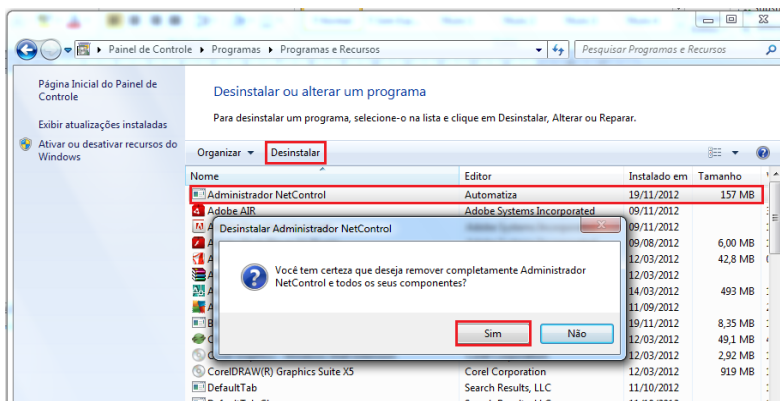 Painel de Controle ▸ Programas ▸ Programas e Recursos
Pesquisar Programas e Recursos
Página Inicial do Painel de
Controle
Exibir atualizações instaladas
Ativar ou desativar recursos do
Windows
Desinstalar ou alterar um programa
Para desinstalar um programa, selecione-o na lista e clique em Desinstalar, Alterar ou Reparar.
Organizar
Desinstalar
Nome Editor Instalado em Tamanho
Administrador NetControl Automatiza 19/11/2012 157 MB
Adobe AIR Adobe Systems Incorporated 09/11/2012
09/11/2012
09/08/2012 6,00 MB
12/03/2012 42,8 MB
12/03/2012
14/03/2012 493 MB
11/09/2012
19/11/2012 8,35 MB
12/03/2012 49,1 MB
12/03/2012 2,92 MB
CorelDRAW(R) Graphics Suite X5 Corel Corporation 12/03/2012 919 MB
DefaultTab Search Results, LLC 11/10/2012
Desinstalar Administrador NetControl
Você tem certeza que deseja remover completamente Administrador
NetControl e todos os seus componentes?
Sim
Não